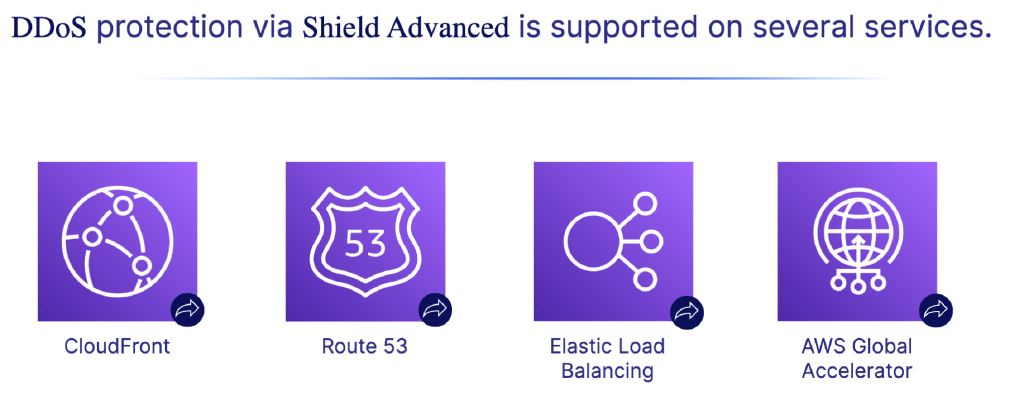 DDoS protection via Shield Advanced is supported on several services.
53
CloudFront
Route 53
Elastic Load
Balancing
AWS Global
Accelerator